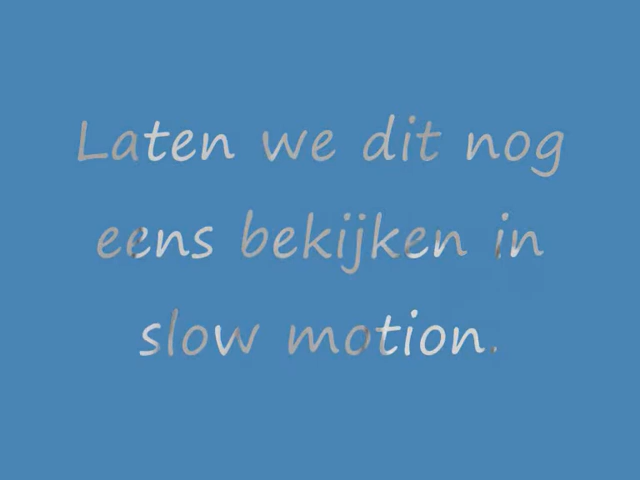 Laten we dit nog
eens bekijken in
slow motion.